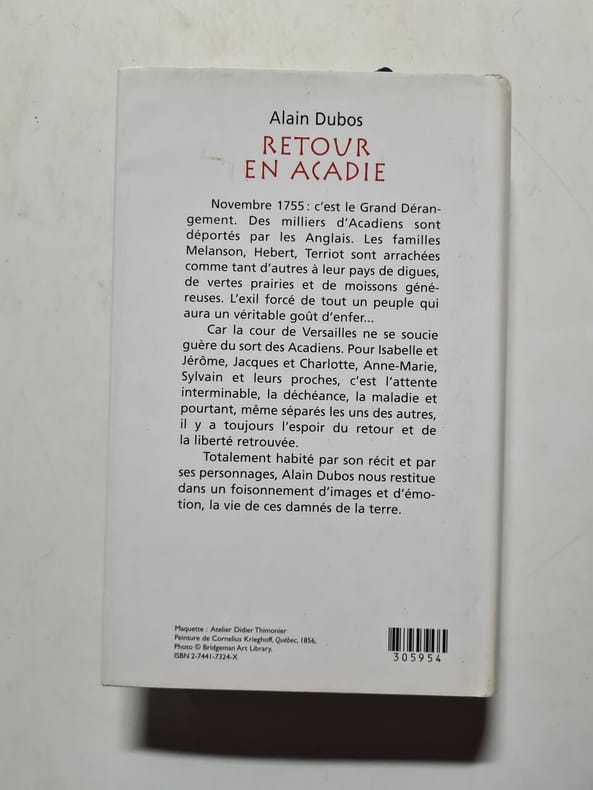 Alain Dubos
RETOUR
EN ACADIE
Novembre 1755 : c'est le Grand Déran-
gement. Des milliers d'Acadiens sont
déportés par les Anglais. Les familles
Melanson, Hebert, Terriot sont arrachées
comme tant d'autres à leur pays de digues,
de vertes prairies et de moissons géné-
reuses. L'exil forcé de tout un peuple qui
aura un véritable goût d'enfer...
Car la cour de Versailles ne se soucie
guère du sort des Acadiens. Pour Isabelle et
Jérôme, Jacques et Charlotte, Anne-Marie,
Sylvain et leurs proches, c'est l'attente
interminable, la déchéance, la maladie et
pourtant, même séparés les uns des autres,
il y a toujours l'espoir du retour et de
la liberté retrouvée.
Totalement habité par son récit et par
ses personnages, Alain Dubos nous restitue
dans un foisonnement d'images et d'émo-
tion, la vie de ces damnés de la terre.
Maquette : Atelier Didier Thimonier
Peinture de Cornelius Krieghoff, Québec, 1856,
Photo © Bridgeman Art Library.
ISBN 2-7441-7324-X
305954